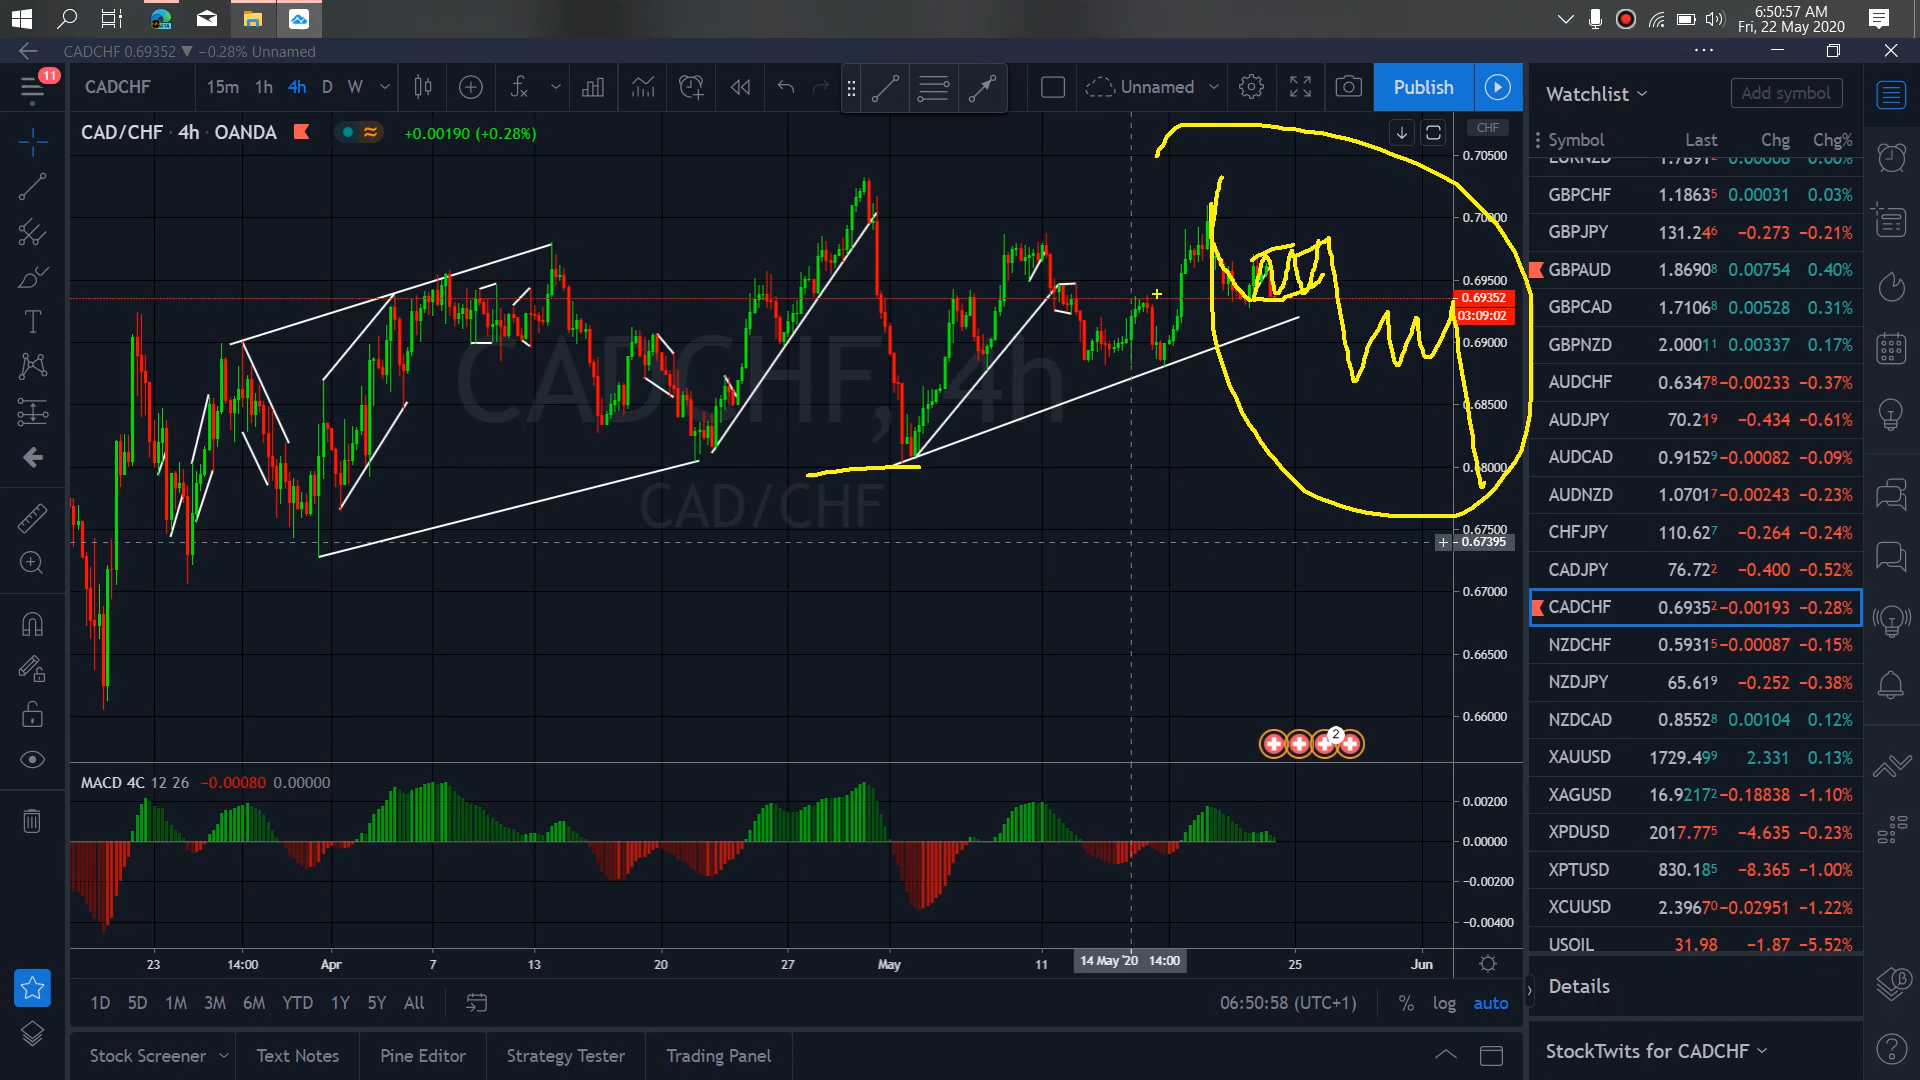 6:50:57 AM
Fri, 22 May 2020
CADCHF 0.69352 ▼ −0.28% Unnamed
11
CADCHF 15m 1h 4h D W Unnamed Publish
CAD/CHF · 4h · OANDA +0.00190 (+0.28%)
CHF
0.70500
0.70000
0.69500
0.69352
03:09:02
0.69000
0.68500
0.68000
0.67500
0.67395
0.67000
0.66500
0.66000
CADCHF, 4h
CAD/CHF
2
MACD 4C 12 26 −0.00080 0.00000
0.00200
0.00000
−0.00200
−0.00400
23 14:00 Apr 7 13 20 27 May 11 14 May '20 14:00 25 Jun
1D 5D 1M 3M 6M YTD 1Y 5Y All 06:50:58 (UTC+1) % log auto
Stock Screener Text Notes Pine Editor Strategy Tester Trading Panel
Watchlist Add symbol
Symbol Last Chg Chg%
GBPCHF 1.18635 0.00031 0.03%
GBPJPY 131.246 −0.273 −0.21%
GBPAUD 1.86908 0.00754 0.40%
GBPCAD 1.71068 0.00528 0.31%
GBPNZD 2.00011 0.00337 0.17%
AUDCHF 0.63478 −0.00233 −0.37%
AUDJPY 70.219 −0.434 −0.61%
AUDCAD 0.91529 −0.00082 −0.09%
AUDNZD 1.07017 −0.00243 −0.23%
CHFJPY 110.627 −0.264 −0.24%
CADJPY 76.722 −0.400 −0.52%
CADCHF 0.69352 −0.00193 −0.28%
NZDCHF 0.59315 −0.00087 −0.15%
NZDJPY 65.619 −0.252 −0.38%
NZDCAD 0.85528 0.00104 0.12%
XAUUSD 1729.499 2.331 0.13%
XAGUSD 16.92172 −0.18838 −1.10%
XPDUSD 2017.775 −4.635 −0.23%
XPTUSD 830.185 −8.365 −1.00%
XCUUSD 2.39670 −0.02951 −1.22%
USOIL 31.98 −1.87 −5.52%
Details
StockTwits for CADCHF